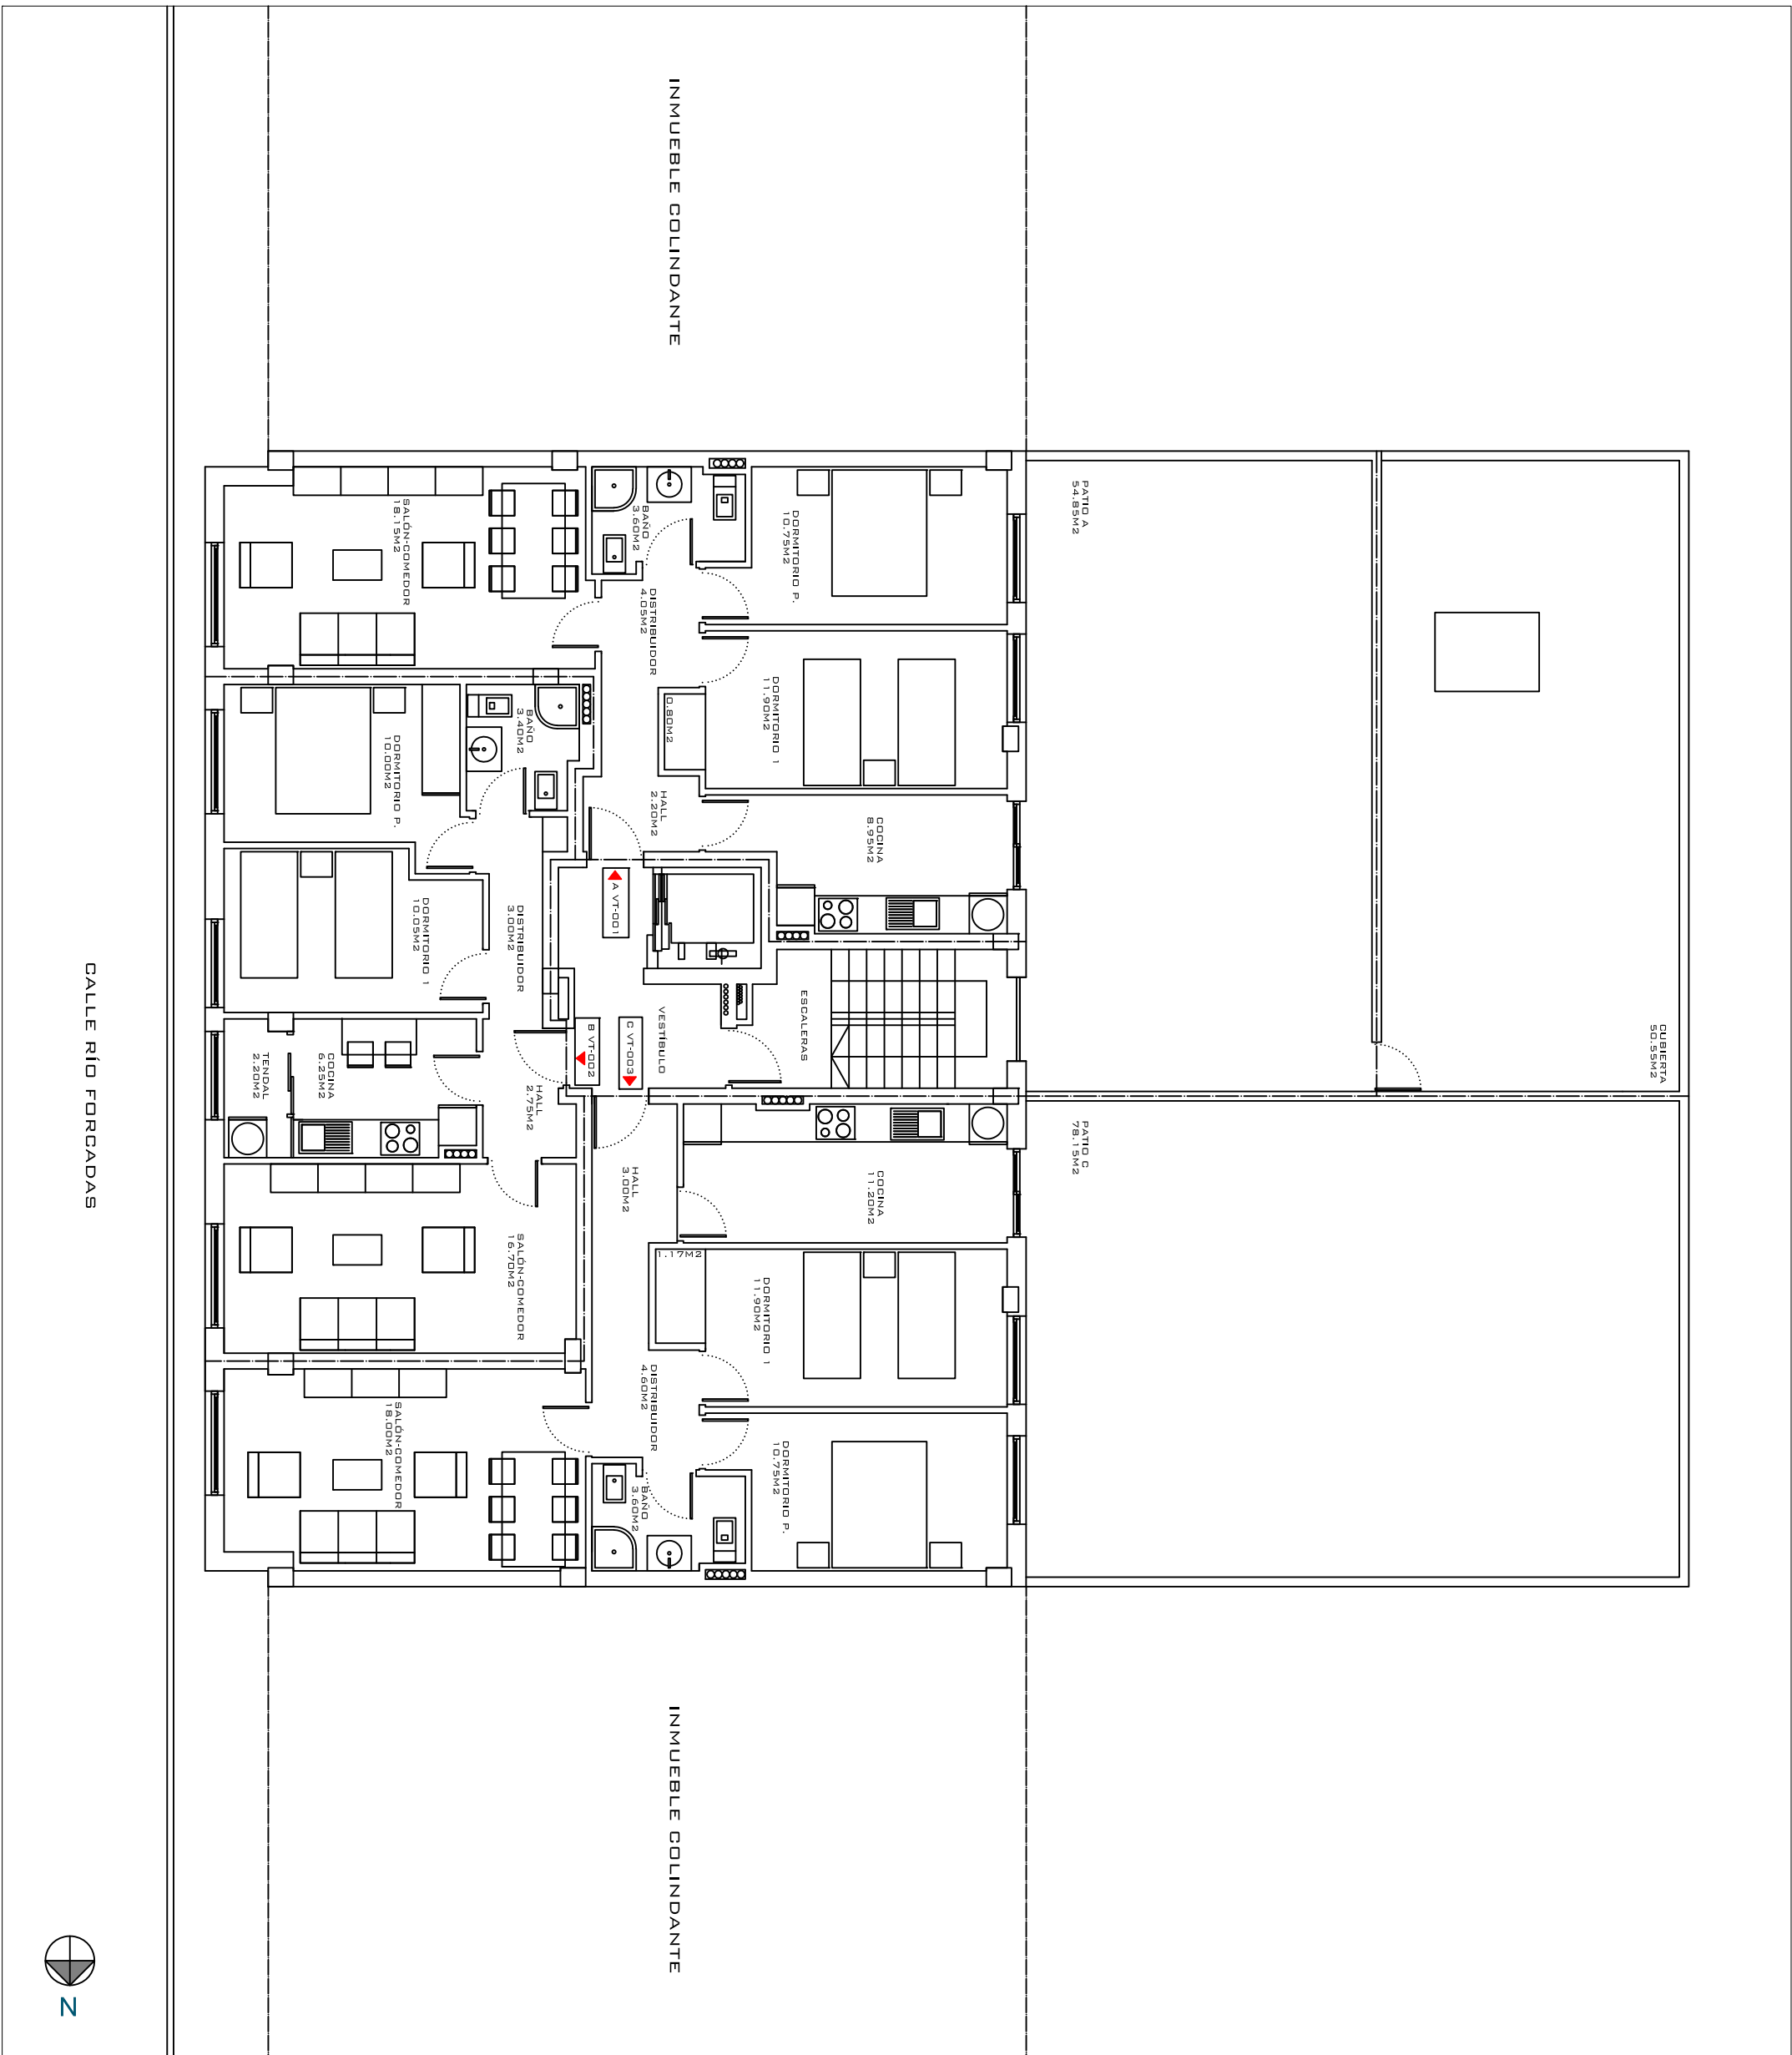 INMUEBLE COLINDANTE
PATIO A
54.85M2
CUBIERTA
50.55M2
PATIO C
78.15M2
SALÓN-COMEDOR
18.15M2
BAÑO
3.60M2
DORMITORIO P.
10.75M2
DISTRIBUIDOR
4.05M2
DORMITORIO 1
11.90M2
0.80M2
HALL
2.20M2
COCINA
8.95M2
DORMITORIO P.
10.00M2
BAÑO
3.40M2
DORMITORIO 1
10.05M2
DISTRIBUIDOR
3.00M2
A VT-001
B VT-002
C VT-003
VESTÍBULO
ESCALERAS
TENDAL
2.20M2
COCINA
6.25M2
HALL
2.75M2
SALÓN-COMEDOR
16.70M2
HALL
3.00M2
COCINA
11.20M2
1.17M2
DORMITORIO 1
11.90M2
DISTRIBUIDOR
4.60M2
SALÓN-COMEDOR
18.00M2
BAÑO
3.60M2
DORMITORIO P.
10.75M2
CALLE RÍO FORCADAS
INMUEBLE COLINDANTE
N